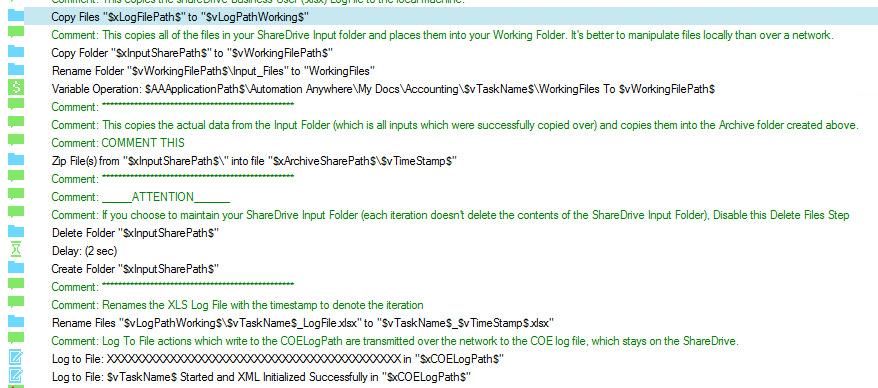 Comment: This copies the shareDrive Business User (xlsx) LogFile to the local machine.
Copy Files "$xLogFilePath$" to "$vLogPathWorking$"
Comment: This copies all of the files in your ShareDrive Input folder and places them into your Working Folder. It's better to manipulate files locally than over a network.
Copy Folder "$xInputSharePath$" to "$vWorkingFilePath$"
Rename Folder "$vWorkingFilePath$\Input_Files" to "WorkingFiles"
Variable Operation: $AAApplicationPath$\Automation Anywhere\My Docs\Accounting\$vTaskName$\WorkingFiles To $vWorkingFilePath$
Comment: ************************************************
Comment: This copies the actual data from the Input Folder (which is all inputs which were successfully copied over) and copies them into the Archive folder created above.
Comment: COMMENT THIS
Zip File(s) from "$xInputSharePath$\" into file "$xArchiveSharePath$\$vTimeStamp$"
Comment: ************************************************
Comment: ______ATTENTION_______
Comment: If you choose to maintain your ShareDrive Input Folder (each iteration doesn't delete the contents of the ShareDrive Input Folder), Disable this Delete Files Step
Delete Folder "$xInputSharePath$"
Delay: (2 sec)
Create Folder "$xInputSharePath$"
Comment: ************************************************
Comment: Renames the XLS Log File with the timestamp to denote the iteration
Rename Files "$vLogPathWorking$\$vTaskName$_LogFile.xlsx" to "$vTaskName$_$vTimeStamp$.xlsx"
Comment: Log To File actions which write to the COELogPath are transmitted over the network to the COE log file, which stays on the ShareDrive.
Log to File: XXXXXXXXXXXXXXXXXXXXXXXXXXXXXXXXXXXXXXXXXX in "$xCOELogPath$"
Log to File: $vTaskName$ Started and XML Initialized Successfully in "$xCOELogPath$"